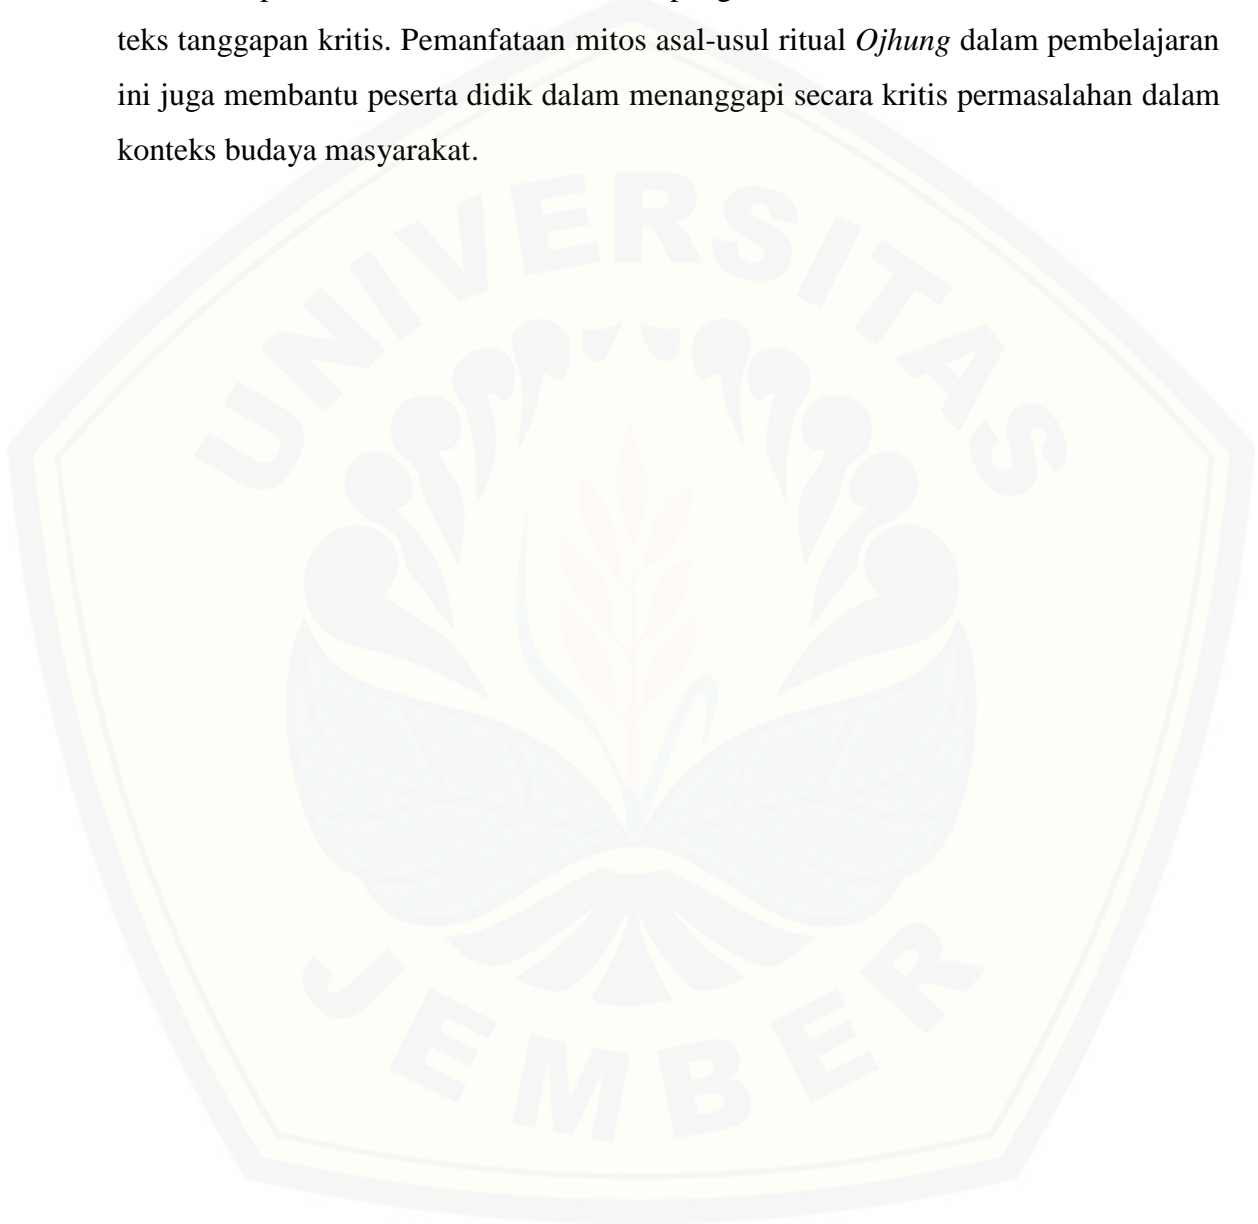 teks tanggapan kritis. Pemanfataan mitos asal-usul ritual Ojhung dalam pembelajaran
ini juga membantu peserta didik dalam menanggapi secara kritis permasalahan dalam
konteks budaya masyarakat.
UNIVERSITAS
JEMBER